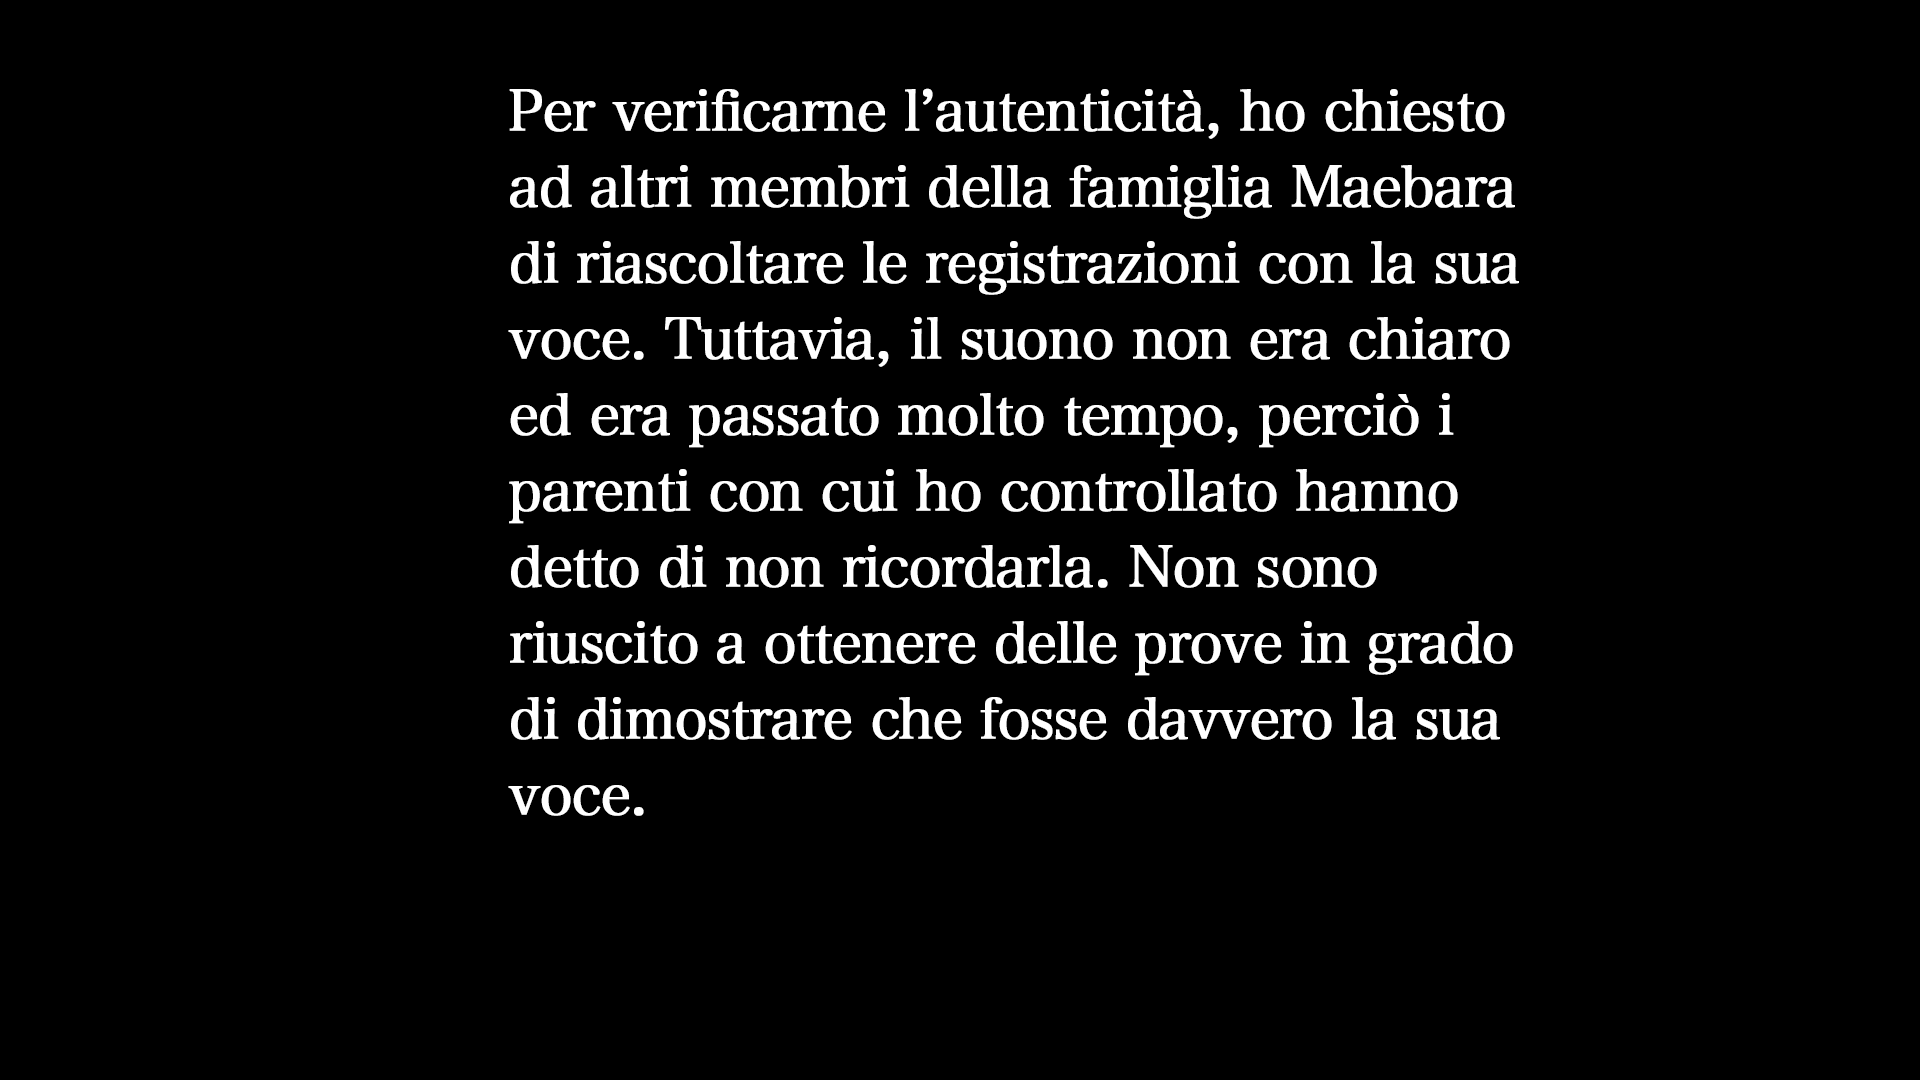 Per verificarne l’autenticità, ho chiesto
ad altri membri della famiglia Maebara
di riascoltare le registrazioni con la sua
voce. Tuttavia, il suono non era chiaro
ed era passato molto tempo, perciò i
parenti con cui ho controllato hanno
detto di non ricordarla. Non sono
riuscito a ottenere delle prove in grado
di dimostrare che fosse davvero la sua
voce.